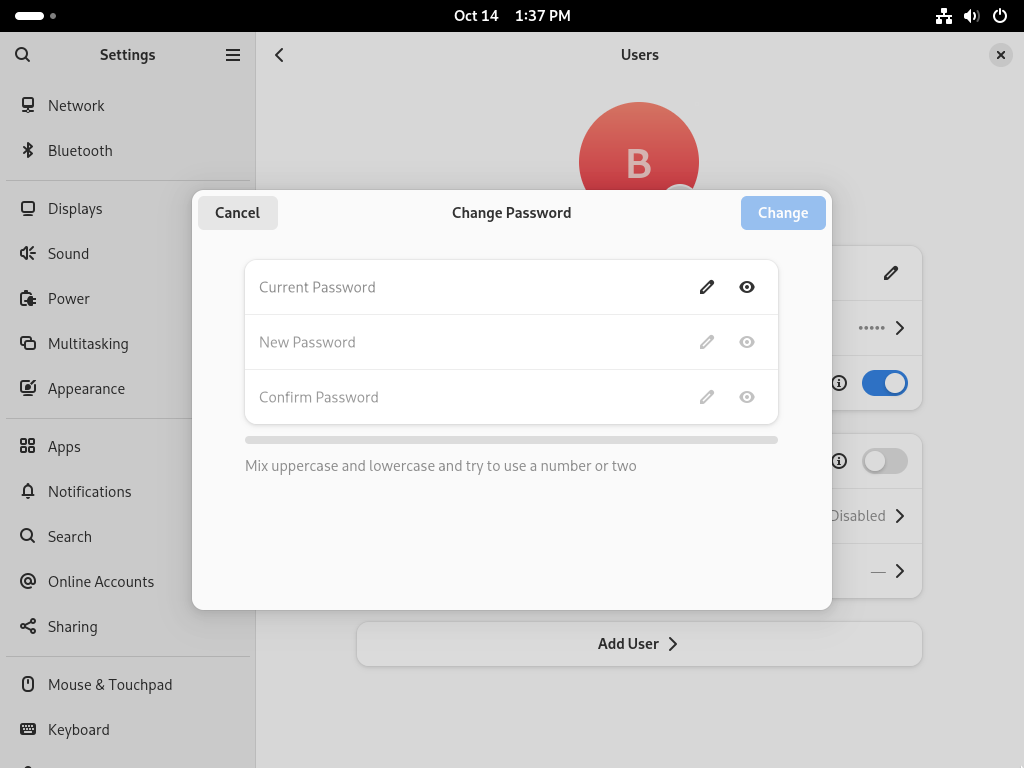 Oct 14 1:37 PM
Settings
Users
Network
Bluetooth
Displays
Sound
Power
Multitasking
Appearance
Apps
Notifications
Search
Online Accounts
Sharing
Mouse & Touchpad
Keyboard
B
Cancel
Change Password
Change
Current Password
New Password
Confirm Password
Mix uppercase and lowercase and try to use a number or two
•••••
Disabled
—
Add User